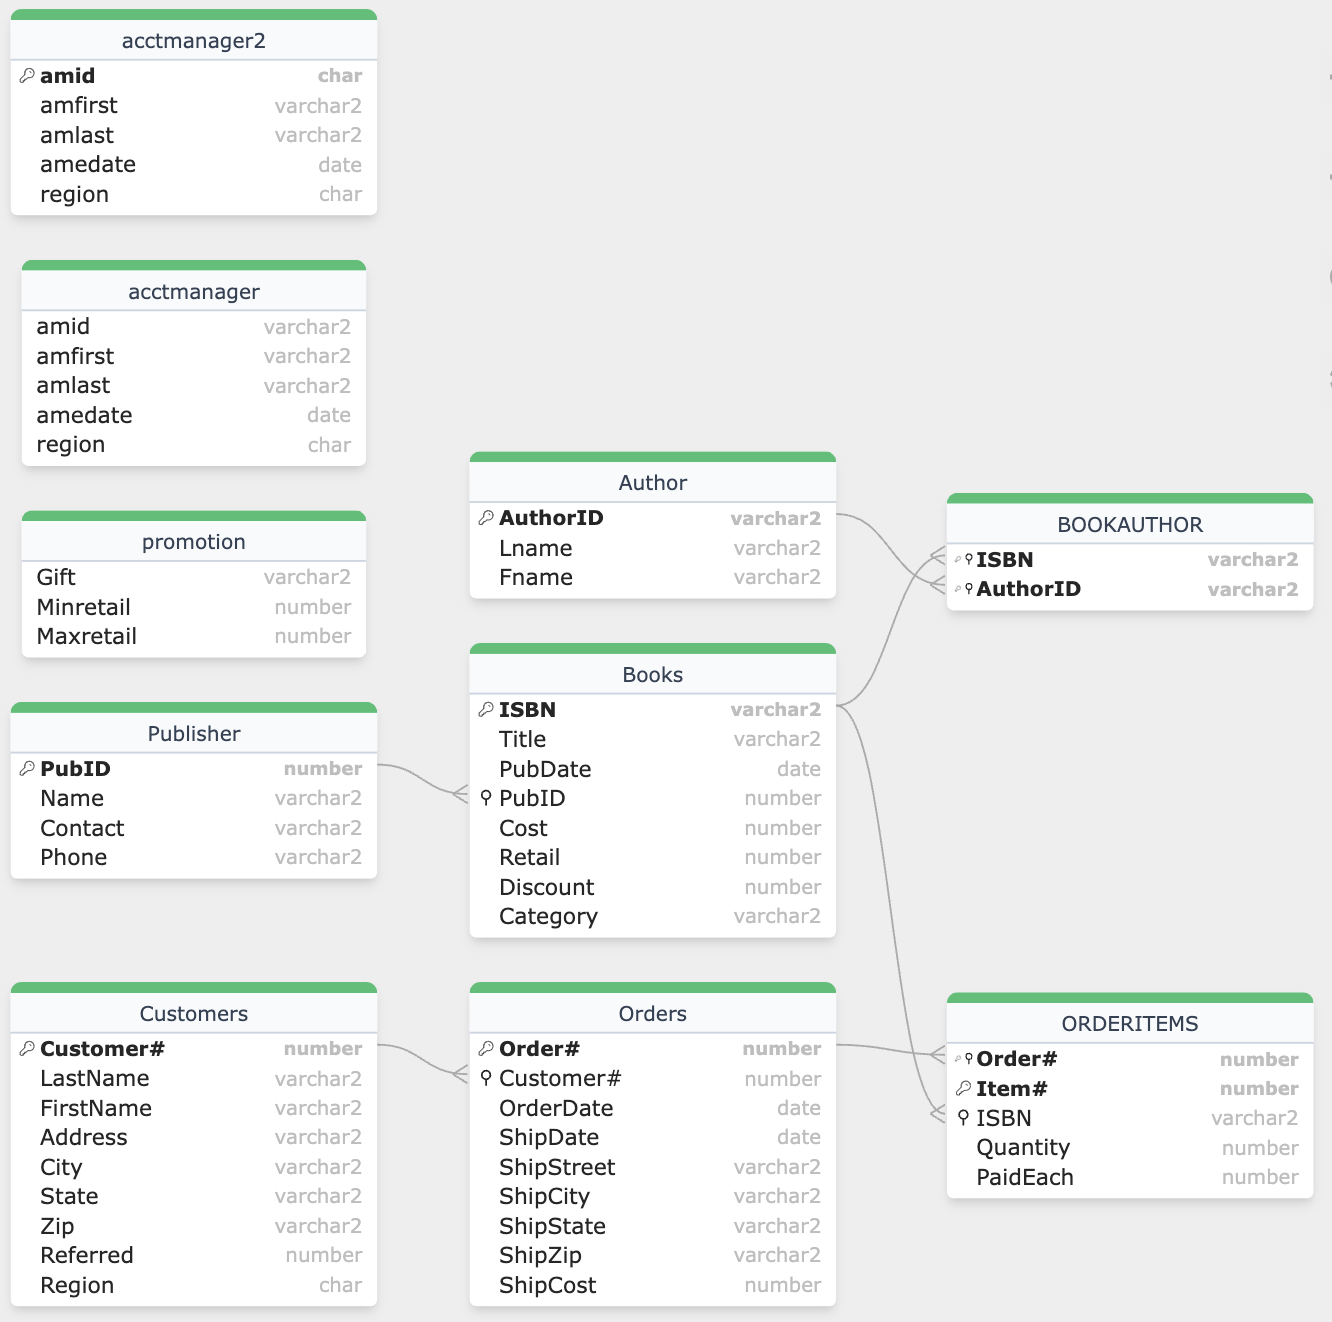 acctmanager2
amid char
amfirst varchar2
amlast varchar2
amedate date
region char
acctmanager
amid varchar2
amfirst varchar2
amlast varchar2
amedate date
region char
promotion
Gift varchar2
Minretail number
Maxretail number
Publisher
PubID number
Name varchar2
Contact varchar2
Phone varchar2
Customers
Customer# number
LastName varchar2
FirstName varchar2
Address varchar2
City varchar2
State varchar2
Zip varchar2
Referred number
Region char
Author
AuthorID varchar2
Lname varchar2
Fname varchar2
Books
ISBN varchar2
Title varchar2
PubDate date
PubID number
Cost number
Retail number
Discount number
Category varchar2
Orders
Order# number
Customer# number
OrderDate date
ShipDate date
ShipStreet varchar2
ShipCity varchar2
ShipState varchar2
ShipZip varchar2
ShipCost number
BOOKAUTHOR
ISBN varchar2
AuthorID varchar2
ORDERITEMS
Order# number
Item# number
ISBN varchar2
Quantity number
PaidEach number